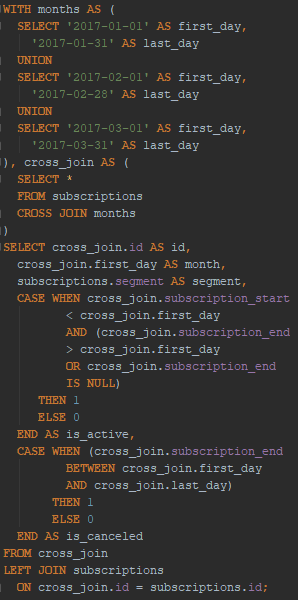 WITH months AS (
SELECT '2017-01-01' AS first_day,
'2017-01-31' AS last_day
UNION
SELECT '2017-02-01' AS first_day,
'2017-02-28' AS last_day
UNION
SELECT '2017-03-01' AS first_day,
'2017-03-31' AS last_day
), cross_join AS (
SELECT *
FROM subscriptions
CROSS JOIN months
)
SELECT cross_join.id AS id,
cross_join.first_day AS month,
subscriptions.segment AS segment,
CASE WHEN cross_join.subscription_start
< cross_join.first_day
AND (cross_join.subscription_end
> cross_join.first_day
OR cross_join.subscription_end
IS NULL)
THEN 1
ELSE 0
END AS is_active,
CASE WHEN (cross_join.subscription_end
BETWEEN cross_join.first_day
AND cross_join.last_day)
THEN 1
ELSE 0
END AS is_canceled
FROM cross_join
LEFT JOIN subscriptions
ON cross_join.id = subscriptions.id;